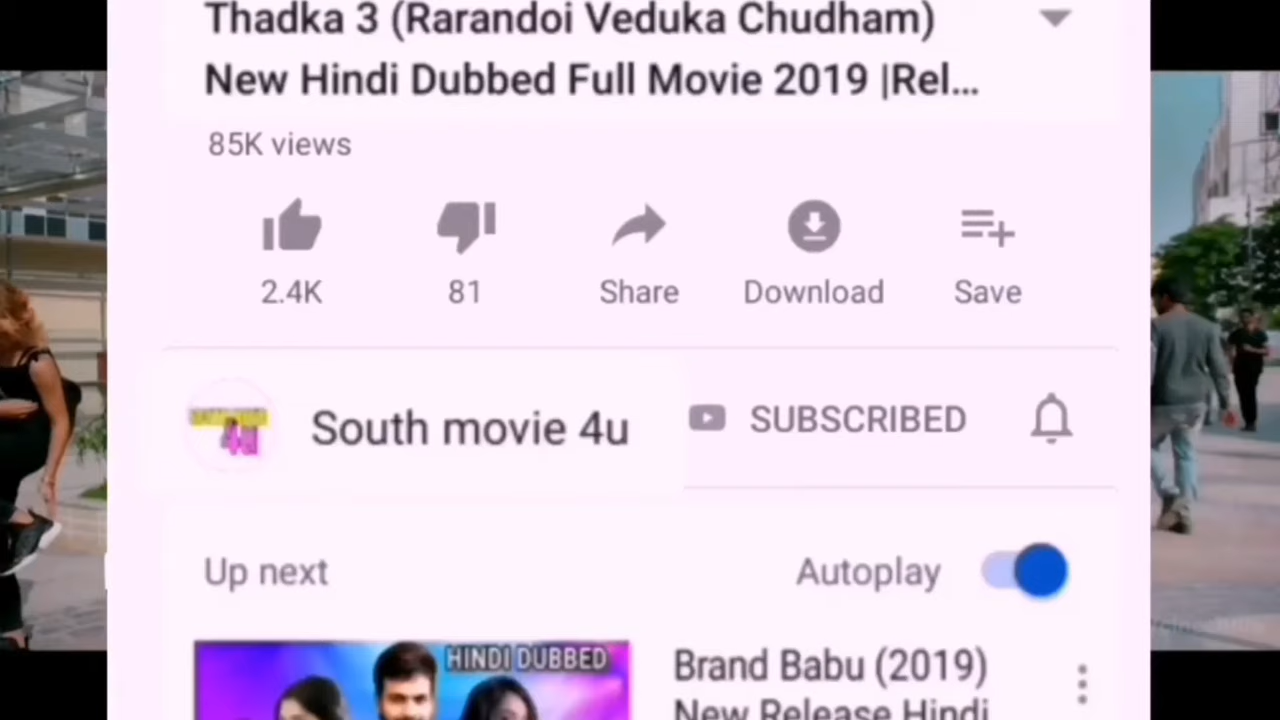 Thadka 3 (Rarandoi Veduka Chudham)
New Hindi Dubbed Full Movie 2019 |Rel...
85K views
2.4K
81
Share
Download
Save
4u
South movie 4u
SUBSCRIBED
Up next
Autoplay
HINDI DUBBED
Brand Babu (2019)
New Release Hindi